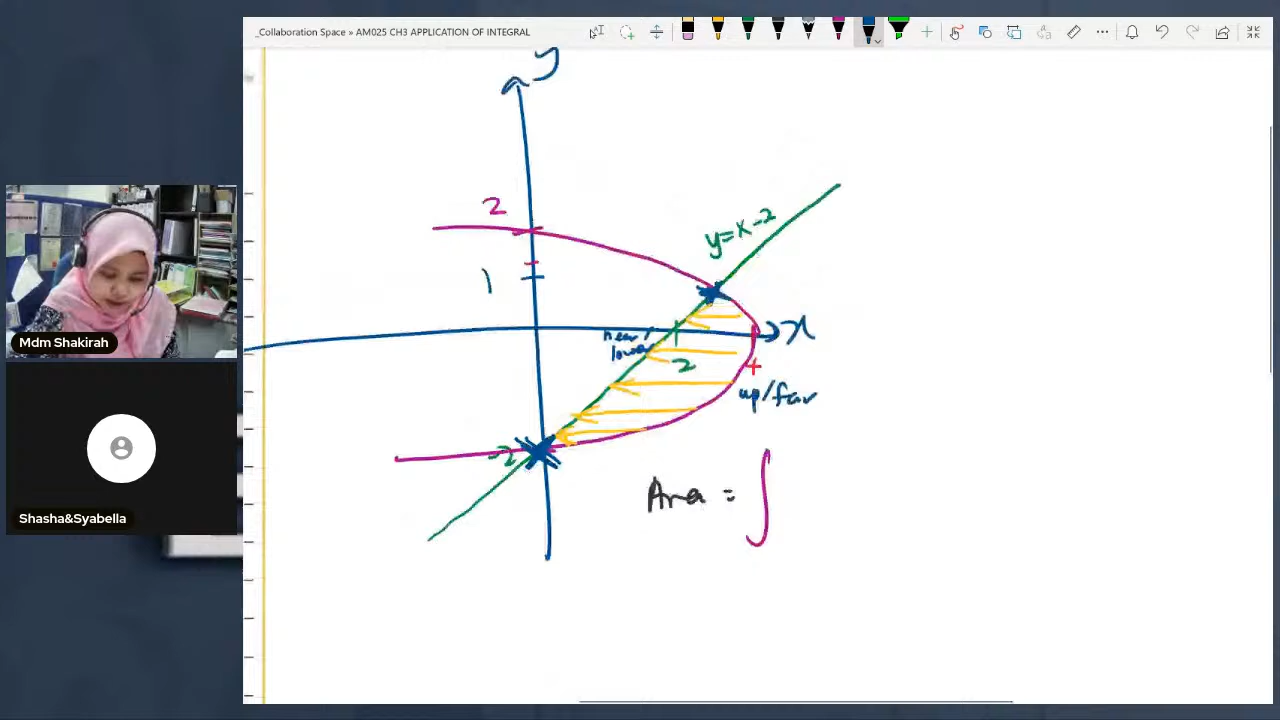 _Collaboration Space » AM025 CH3 APPLICATION OF INTEGRAL
y
2
y=x-2
1
x
near/
lower
2
+
up/far
-2
Area = ∫
Mdm Shakirah
Shasha&Syabella